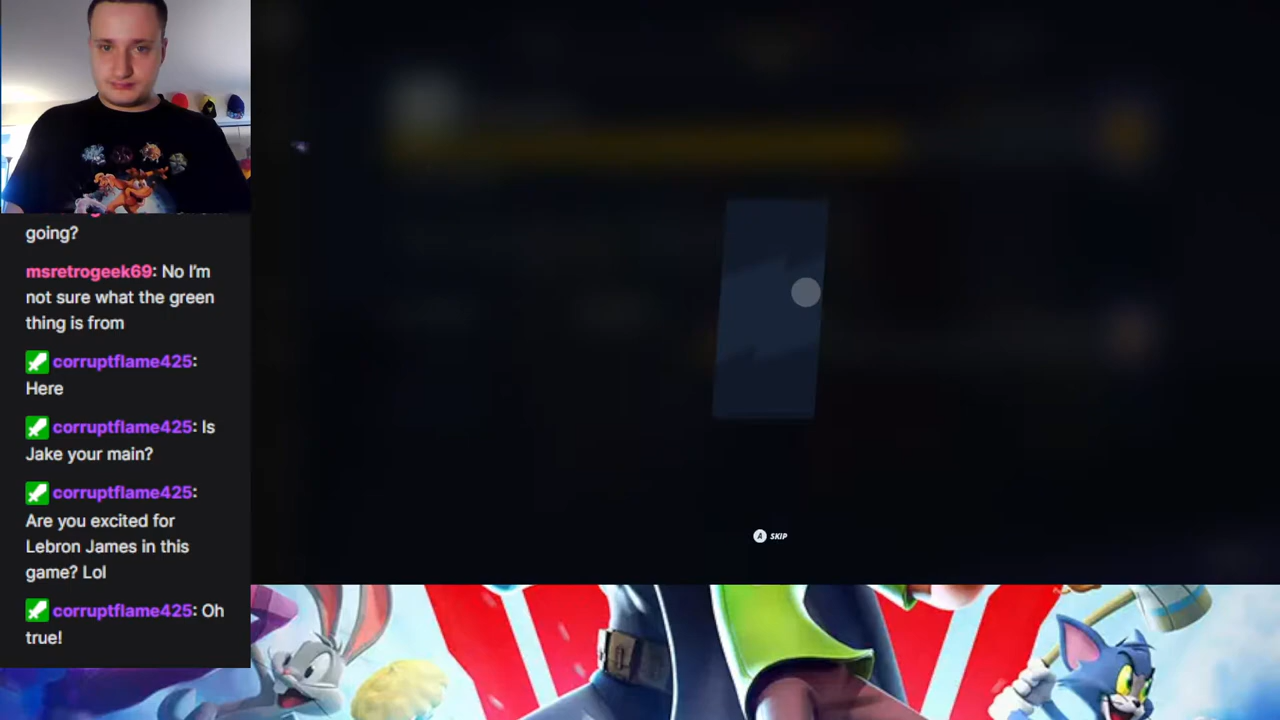 going?
msretrogeek69: No I'm
not sure what the green
thing is from
corruptflame425:
Here
corruptflame425: Is
Jake your main?
corruptflame425:
Are you excited for
Lebron James in this
game? Lol
corruptflame425: Oh
true!
A SKIP